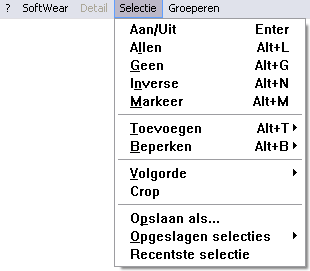 ? SoftWear Detail Selectie Groeperen
Aan/Uit Enter
Allen Alt+L
Geen Alt+G
Inverse Alt+N
Markeer Alt+M
Toevoegen Alt+T
Beperken Alt+B
Volgorde
Crop
Opslaan als...
Opgeslagen selecties
Recentste selectie